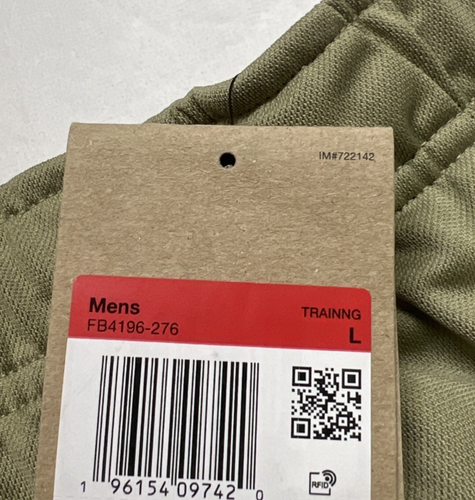 IM#722142
Mens
TRAINNG
FB4196-276
L
RFID
1 96154 09742 0